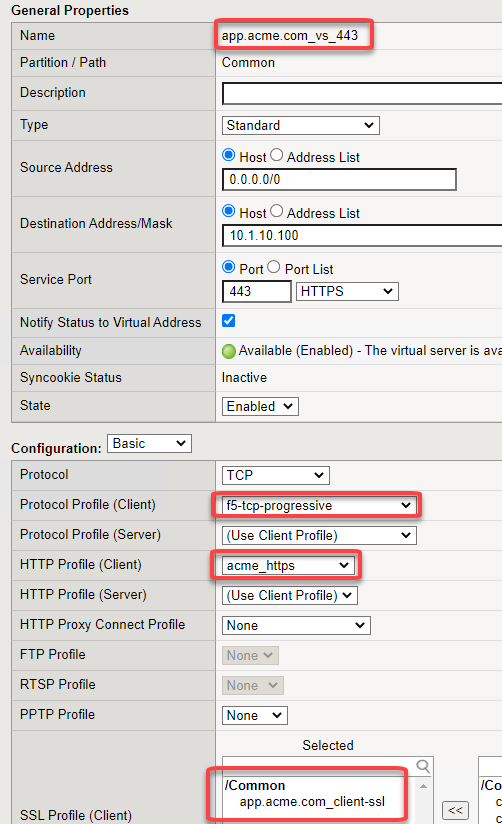 General Properties
Name app.acme.com_vs_443
Partition / Path Common
Description
Type Standard
Source Address Host Address List
0.0.0.0/0
Destination Address/Mask Host Address List
10.1.10.100
Service Port Port Port List
443 HTTPS
Notify Status to Virtual Address
Availability Available (Enabled) - The virtual server is ava
Syncookie Status Inactive
State Enabled
Configuration: Basic
Protocol TCP
Protocol Profile (Client) f5-tcp-progressive
Protocol Profile (Server) (Use Client Profile)
HTTP Profile (Client) acme_https
HTTP Profile (Server) (Use Client Profile)
HTTP Proxy Connect Profile None
FTP Profile None
RTSP Profile None
PPTP Profile None
Selected
/Common /Co
app.acme.com_client-ssl
SSL Profile (Client) <<